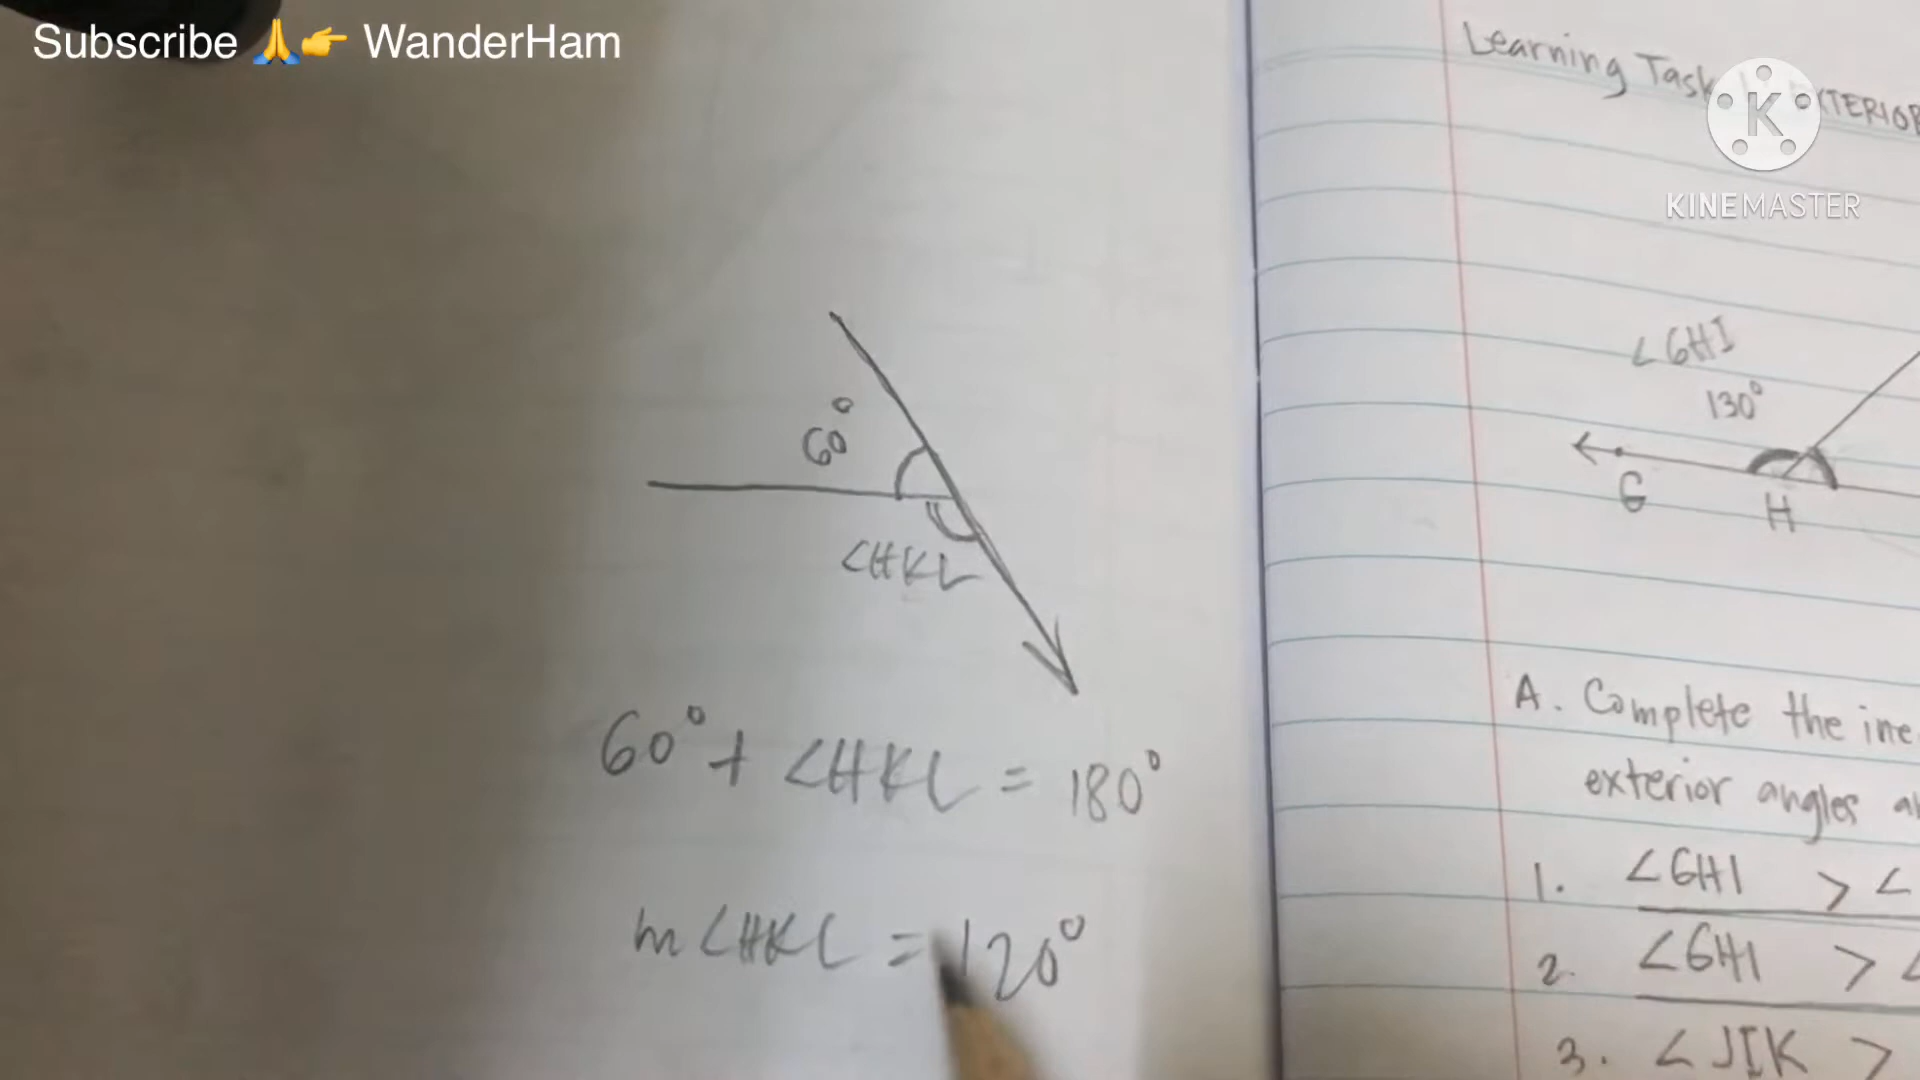 Subscribe 🙏👉 WanderHam
K
KINEMASTER
60°
∠HKL
60° + ∠HKL = 180°
m∠HKL = 120°
Learning Task
∠GHI
130°
G
H
A. Complete the ine
exterior angles
1. ∠GHI > ∠
2. ∠GHI > ∠
3. ∠JIK >